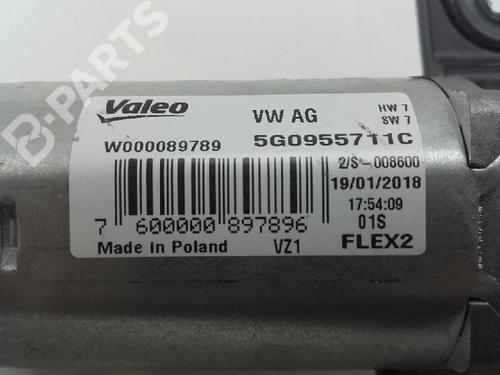 B-PARTS
Valeo
VW AG
HW 7
SW 7
W000089789
5G0955711C
2/S-008600
19/01/2018
17:54:09
7 600000 897896
01S
Made in Poland
VZ1
FLEX2